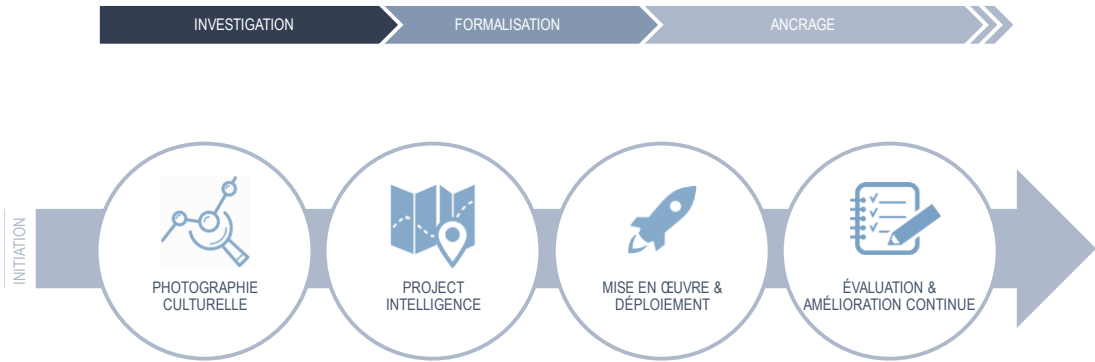 INVESTIGATION
FORMALISATION
ANCRAGE
INITIATION
PHOTOGRAPHIE
CULTURELLE
PROJECT
INTELLIGENCE
MISE EN ŒUVRE &
DÉPLOIEMENT
ÉVALUATION &
AMÉLIORATION CONTINUE